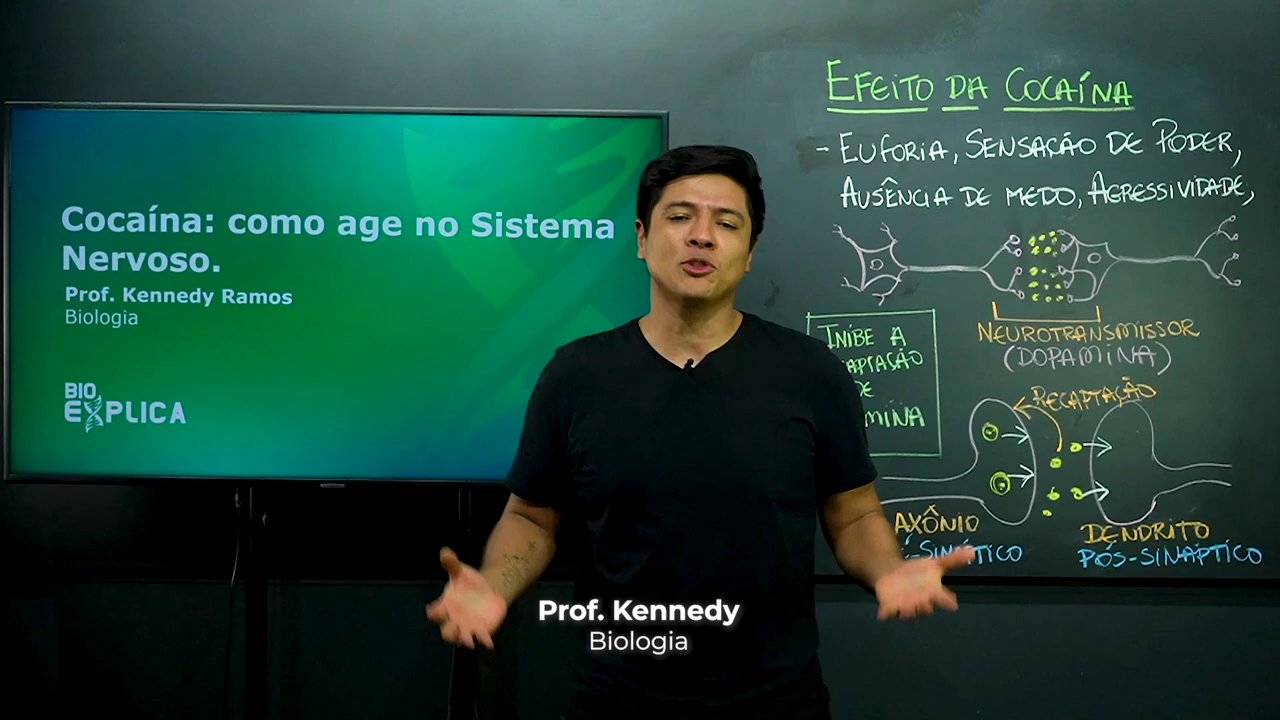 Cocaína: como age no Sistema
Nervoso.
Prof. Kennedy Ramos
Biologia
BIO
EXPLICA
EFEITO DA COCAÍNA
- EUFORIA, SENSAÇÃO DE PODER,
AUSÊNCIA DE MEDO, AGRESSIVIDADE,
NEUROTRANSMISSOR
(DOPAMINA)
INIBE A
RECAPTAÇÃO
AXÔNIO
DENDRITO
PÓS-SINÁPTICO
Prof. Kennedy
Biologia